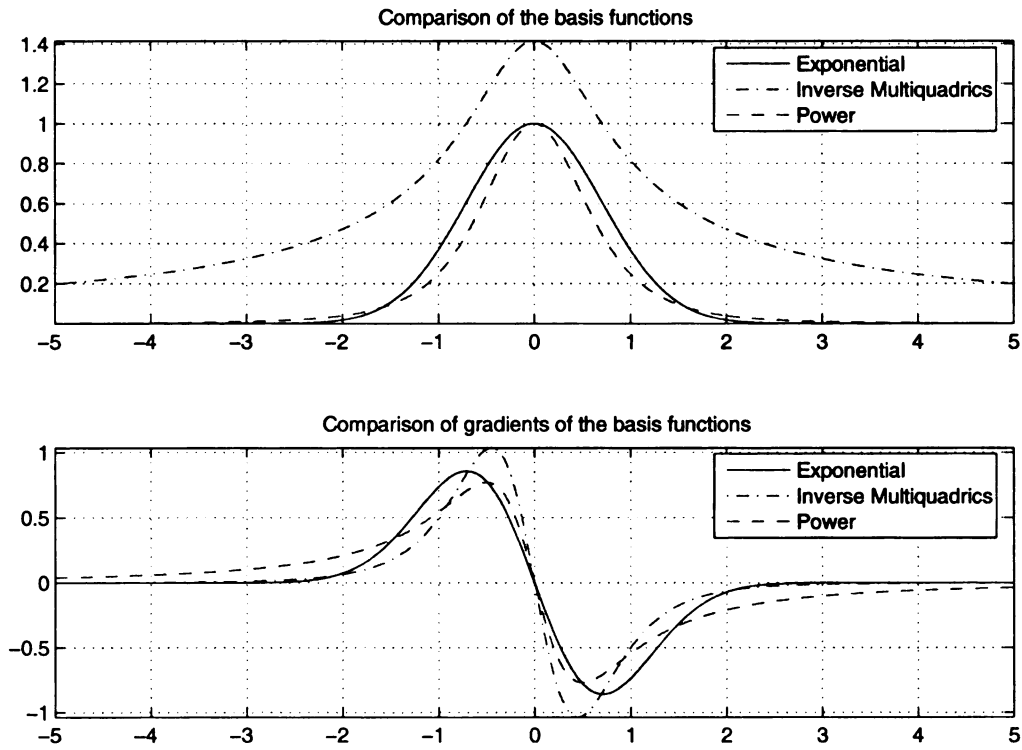 Comparison of the basis functions
1.4
1.2
1
0.8
0.6
0.4
0.2
Exponential
Inverse Multiquadrics
Power
−5 −4 −3 −2 −1 0 1 2 3 4 5
Comparison of gradients of the basis functions
1
0.5
0
−0.5
−1
Exponential
Inverse Multiquadrics
Power
−5 −4 −3 −2 −1 0 1 2 3 4 5